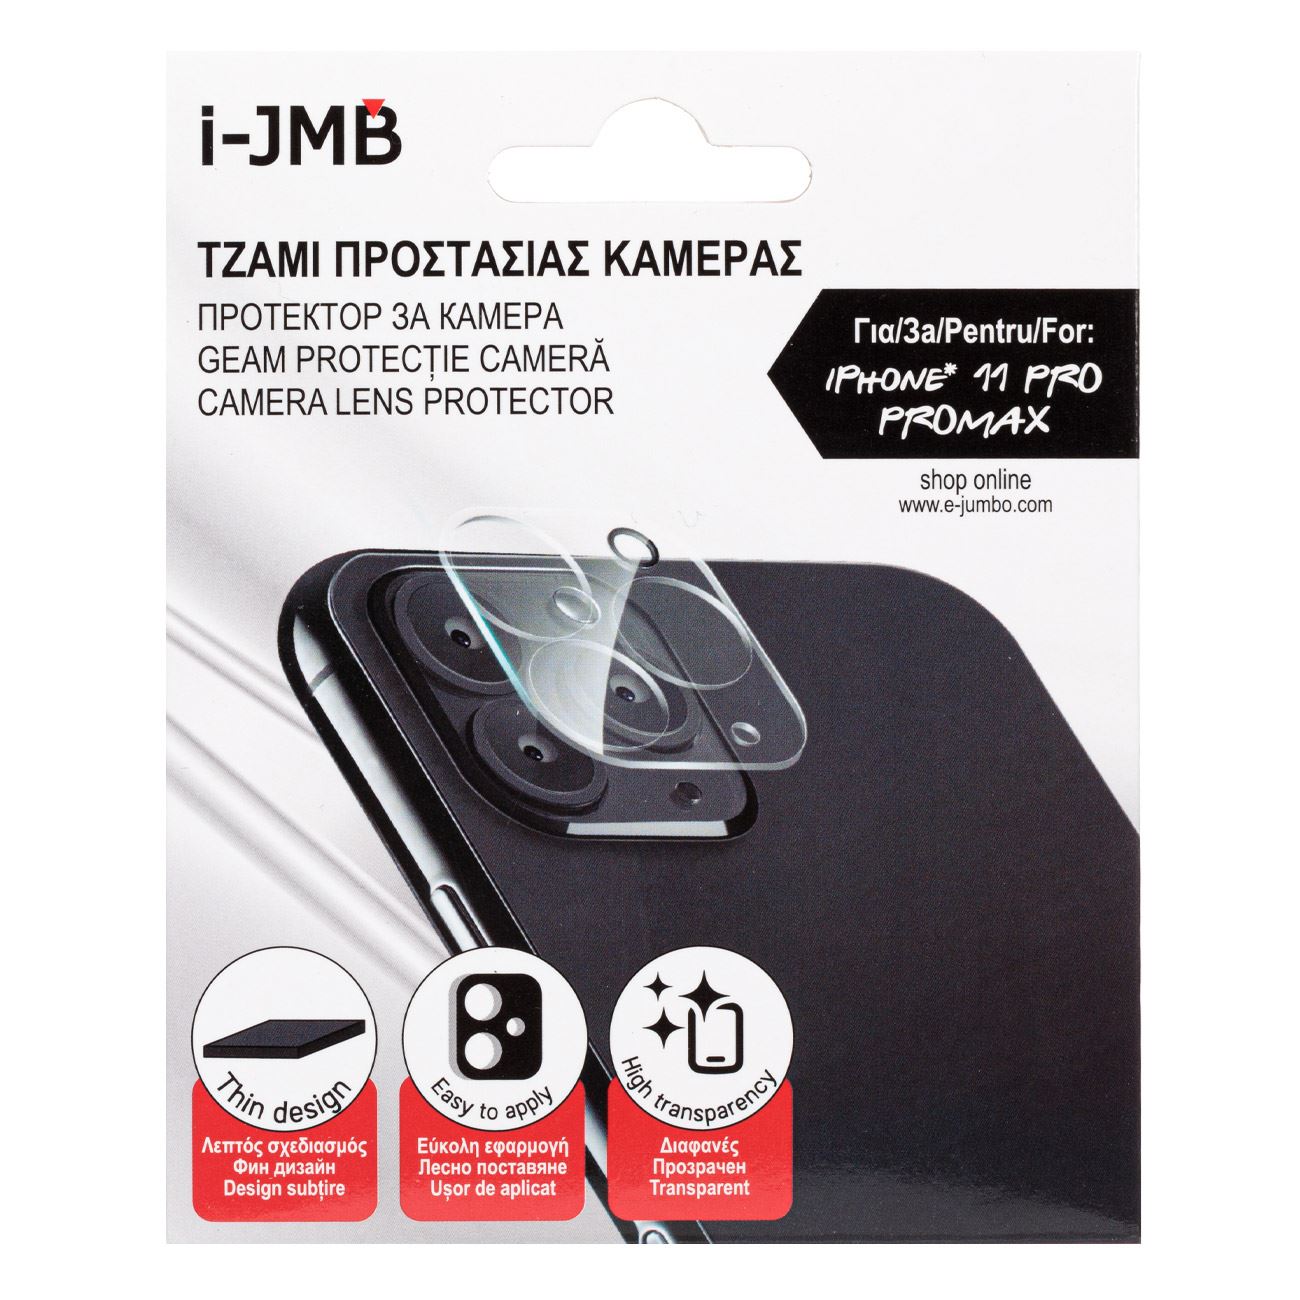 i-JMB
ΤΖΑΜΙ ΠΡΟΣΤΑΣΙΑΣ ΚΑΜΕΡΑΣ
ПРОТЕКТОР ЗА КАМЕРА
GEAM PROTECȚIE CAMERĂ
CAMERA LENS PROTECTOR
Για/За/Pentru/For:
IPHONE* 11 PRO
PROMAX
shop online
www.e-jumbo.com
Thin design
Λεπτός σχεδιασμός
Фин дизайн
Design subțire
Easy to apply
Εύκολη εφαρμογή
Лесно поставяне
Ușor de aplicat
High transparency
Διαφανές
Прозрачен
Transparent